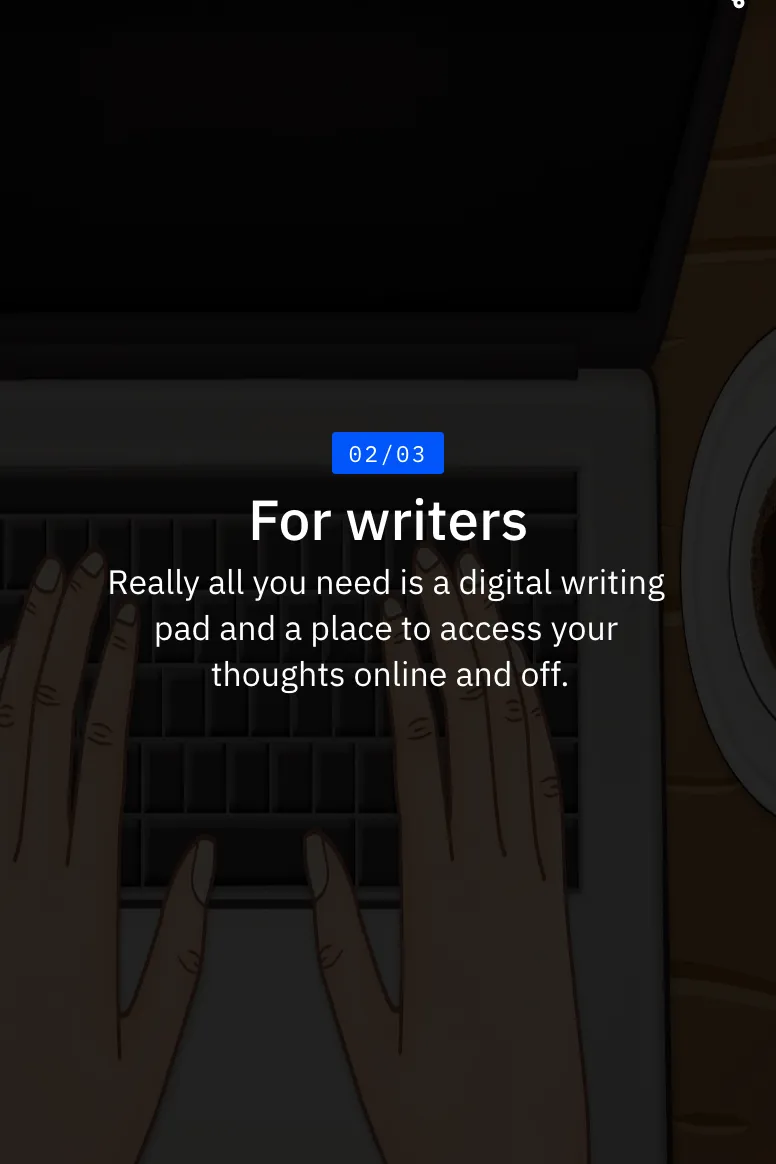 02/03
For writers
Really all you need is a digital writing
pad and a place to access your
thoughts online and off.